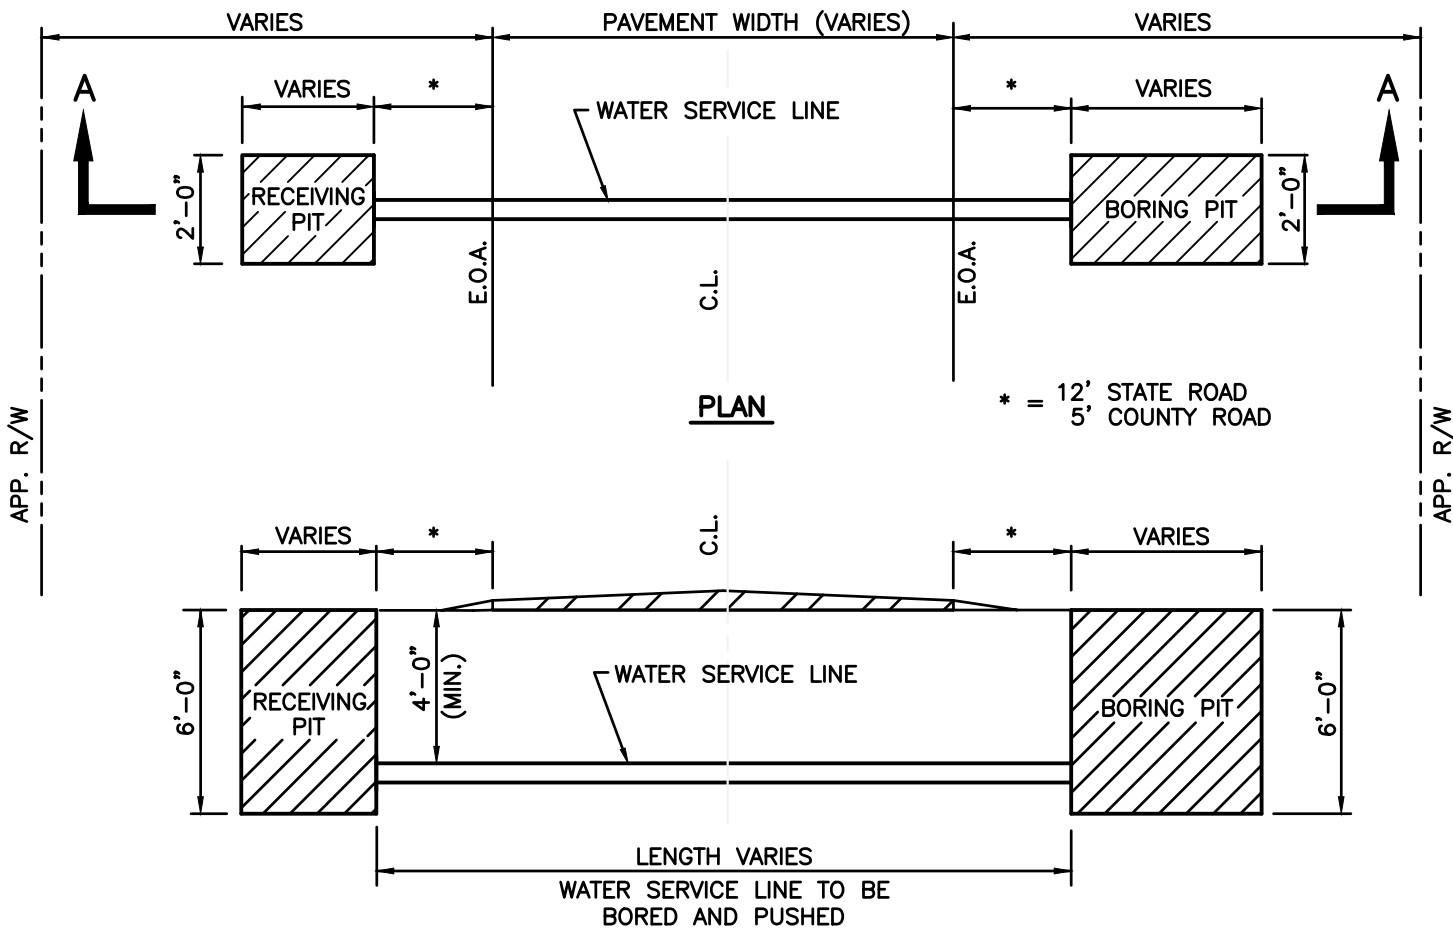 VARIES
PAVEMENT WIDTH (VARIES)
VARIES
A
VARIES
*
WATER SERVICE LINE
*
VARIES
A
2'-0"
RECEIVING
PIT
BORING PIT
2'-0"
E.O.A.
C.L.
E.O.A.
PLAN
* = 12' STATE ROAD
5' COUNTY ROAD
APP. R/W
APP. R/W
VARIES
*
C.L.
*
VARIES
6'-0"
RECEIVING
PIT
4'-0"
(MIN.)
WATER SERVICE LINE
BORING PIT
6'-0"
LENGTH VARIES
WATER SERVICE LINE TO BE
BORED AND PUSHED